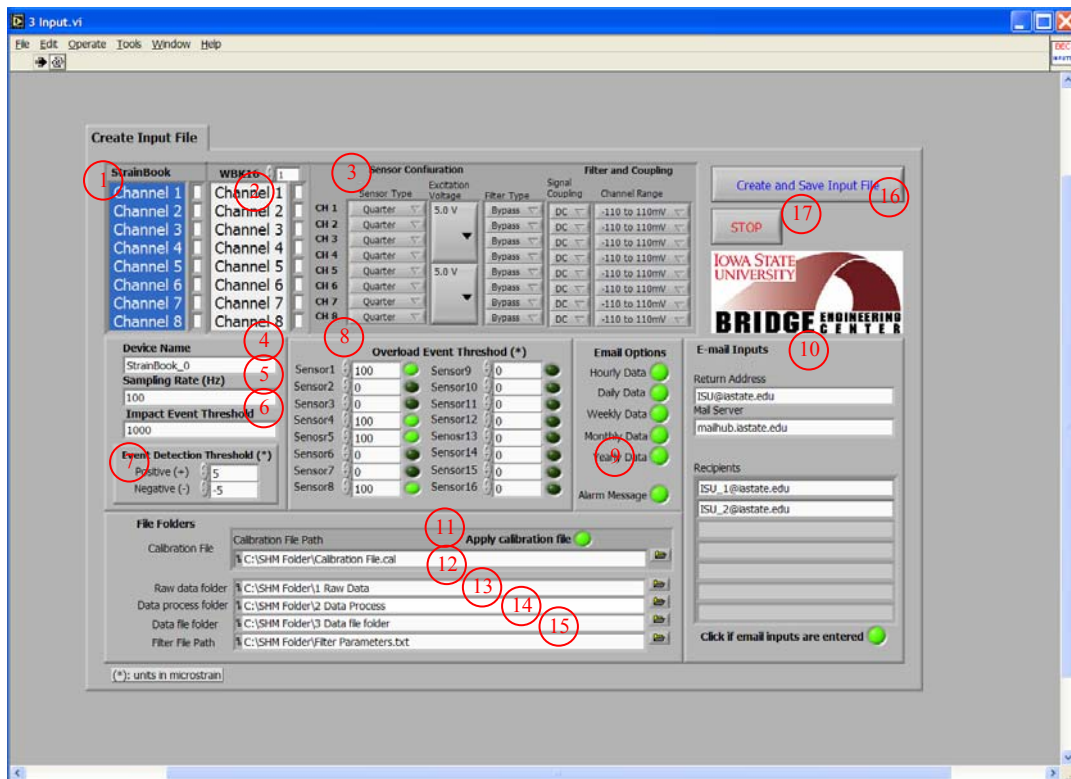 3 Input.vi
File Edit Operate Tools Window Help
Create Input File
1 StrainBook WBK16 1
2
3 Sensor Confiuration Filter and Coupling
Sensor Type Excitation Voltage Filter Type Signal Coupling Channel Range
Channel 1 Channel 1 CH 1 Quarter 5.0 V Bypass DC -110 to 110mV
Channel 2 Channel 2 CH 2 Quarter Bypass DC -110 to 110mV
Channel 3 Channel 3 CH 3 Quarter Bypass DC -110 to 110mV
Channel 4 Channel 4 CH 4 Quarter Bypass DC -110 to 110mV
Channel 5 Channel 5 CH 5 Quarter 5.0 V Bypass DC -110 to 110mV
Channel 6 Channel 6 CH 6 Quarter Bypass DC -110 to 110mV
Channel 7 Channel 7 CH 7 Quarter Bypass DC -110 to 110mV
Channel 8 Channel 8 CH 8 Quarter Bypass DC -110 to 110mV
Create and Save Input File 16
STOP 17
IOWA STATE
UNIVERSITY
BRIDGE ENGINEERING
CENTER
Device Name 4
StrainBook_0
Sampling Rate (Hz) 5
100
Impact Event Threshold 6
1000
7 Event Detection Threshold (*)
Positive (+) 5
Negative (-) -5
8 Overload Event Threshod (*)
Sensor1 100 Sensor9 0
Sensor2 0 Sensor10 0
Sensor3 0 Sensor11 0
Sensor4 100 Sensor12 0
Senosr5 100 Senosr13 0
Sensor6 0 Sensor14 0
Sensor7 0 Sensor15 0
Sensor8 100 Sensor16 0
Email Options
Hourly Data
Daily Data
Weekly Data
Monthly Data
Yearly Data 9
Alarm Message
E-mail Inputs 10
Return Address
ISU@iastate.edu
Mail Server
mailhub.iastate.edu
Recipients
ISU_1@iastate.edu
ISU_2@iastate.edu
Click if email inputs are entered
File Folders
11
Calibration File Calibration File Path Apply calibration file
C:\SHM Folder\Calibration File.cal 12
Raw data folder C:\SHM Folder\1 Raw Data 13
Data process folder C:\SHM Folder\2 Data Process 14
Data file folder C:\SHM Folder\3 Data file folder 15
Filter File Path C:\SHM Folder\Filter Parameters.txt
(*): units in microstrain